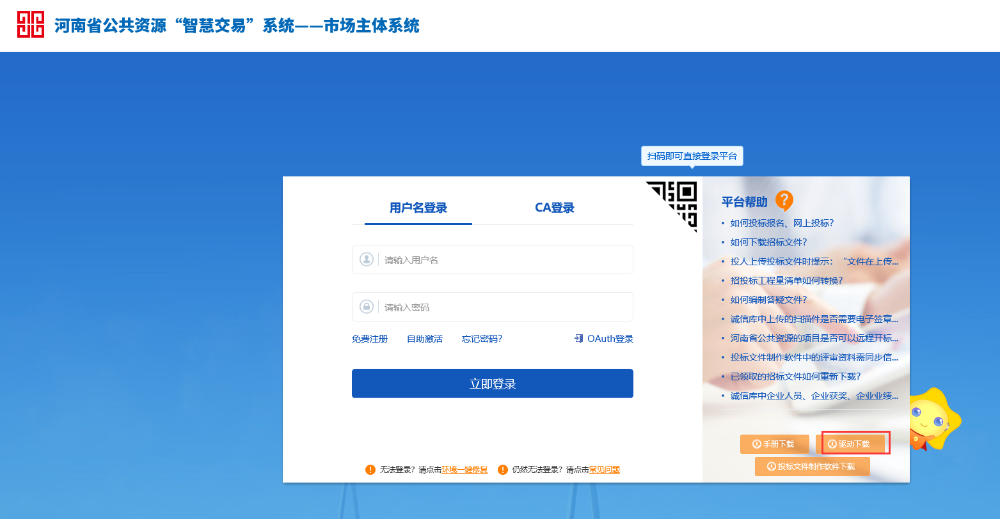 河南省公共资源“智慧交易”系统——市场主体系统
扫码即可直接登录平台
用户名登录 CA登录
请输入用户名
请输入密码
免费注册 自助激活 忘记密码? OAuth登录
立即登录
无法登录？请点击环境一键修复 仍然无法登录？请点击常见问题
平台帮助
如何投标报名、网上投标?
如何下载招标文件?
投人上传投标文件时提示：“文件在上传...
招投标工程量清单如何转换?
如何编制答疑文件?
诚信库中上传的扫描件是否需要电子签章...
河南省公共资源的项目是否可以远程开标...
投标文件制作软件中的评审资料需同步信...
已领取的招标文件如何重新下载?
诚信库中企业人员、企业获奖、企业业绩...
手册下载 驱动下载
投标文件制作软件下载